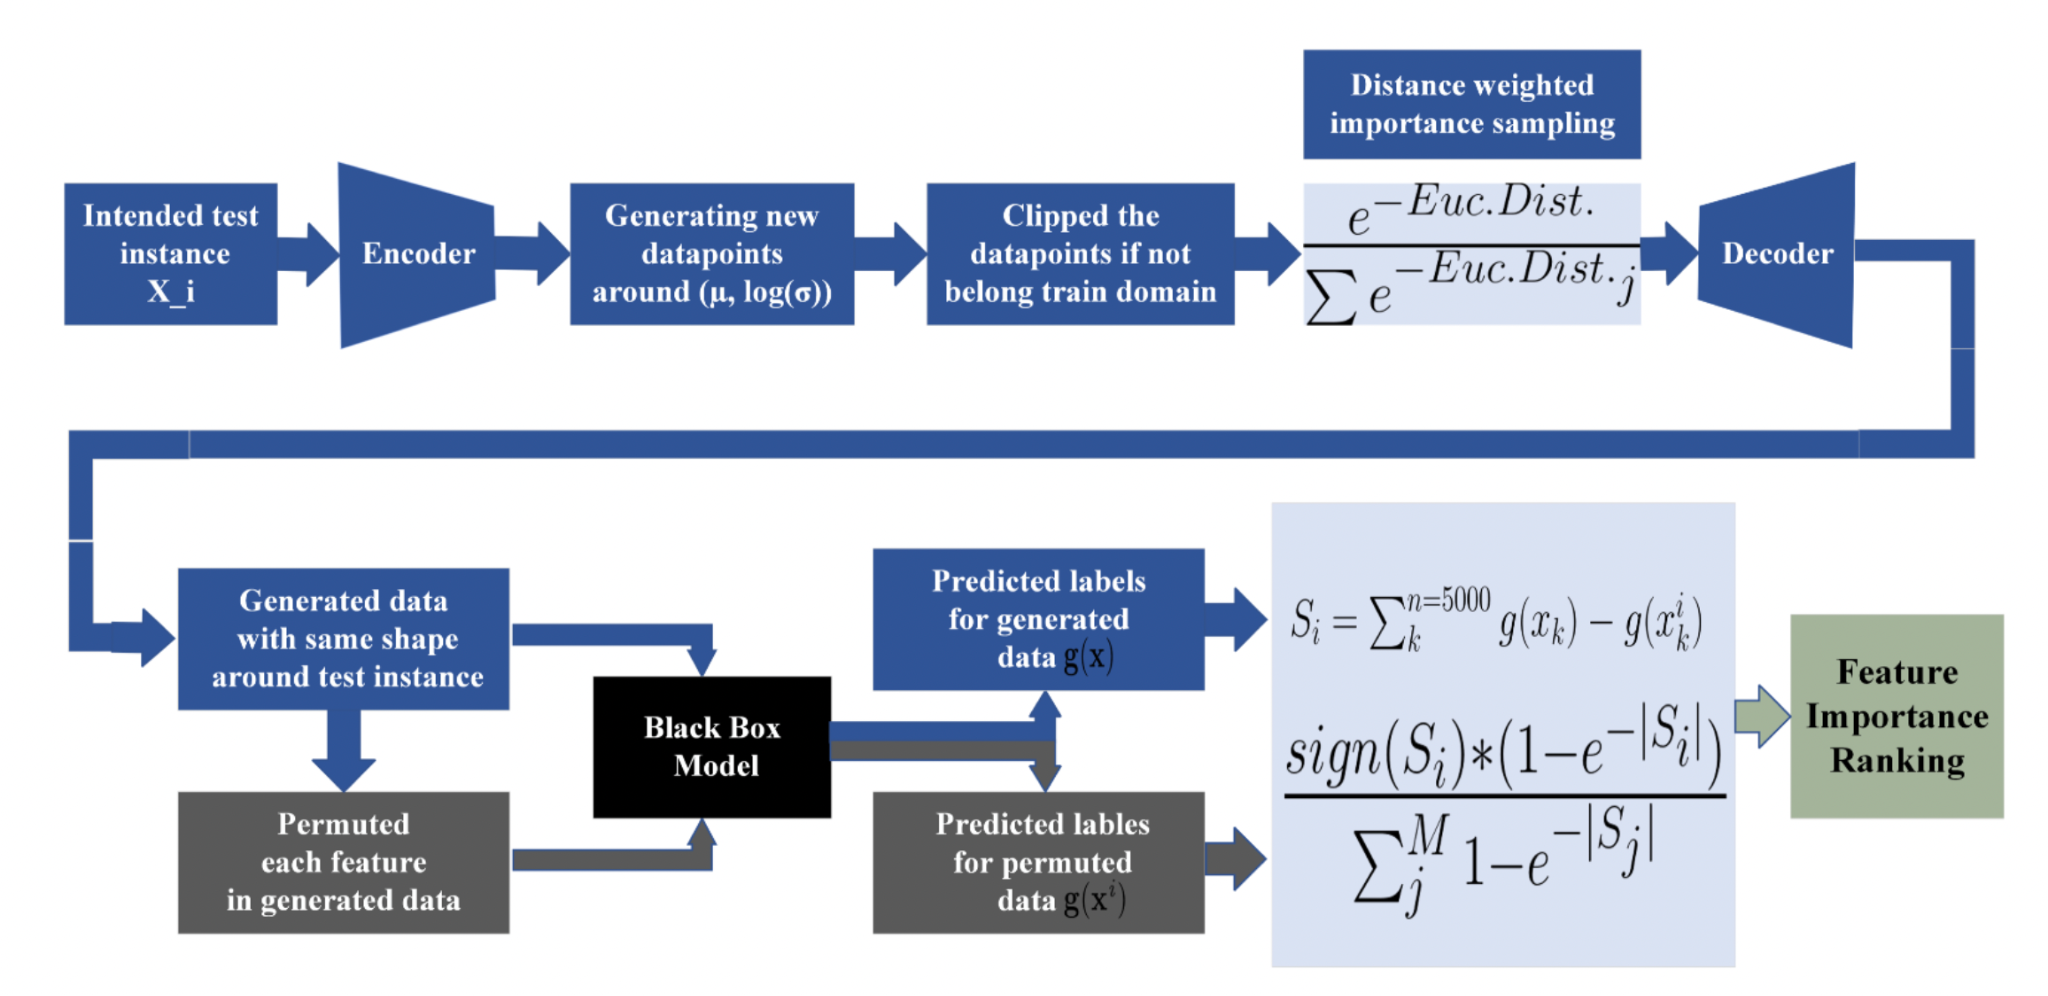 Distance weighted
importance sampling
Intended test
instance
X_i
Encoder
Generating new
datapoints
around (μ, log(σ))
Clipped the
datapoints if not
belong train domain
e^{-Euc.Dist.}
∑ e^{-Euc.Dist._j}
Decoder
Generated data
with same shape
around test instance
Permuted
each feature
in generated data
Black Box
Model
Predicted labels
for generated
data g(x)
Predicted lables
for permuted
data g(x^i)
S_i = ∑_k^{n=5000} g(x_k) − g(x_k^i)
sign(S_i)*(1−e^{−|S_i|})
∑_j^M 1−e^{−|S_j|}
Feature
Importance
Ranking